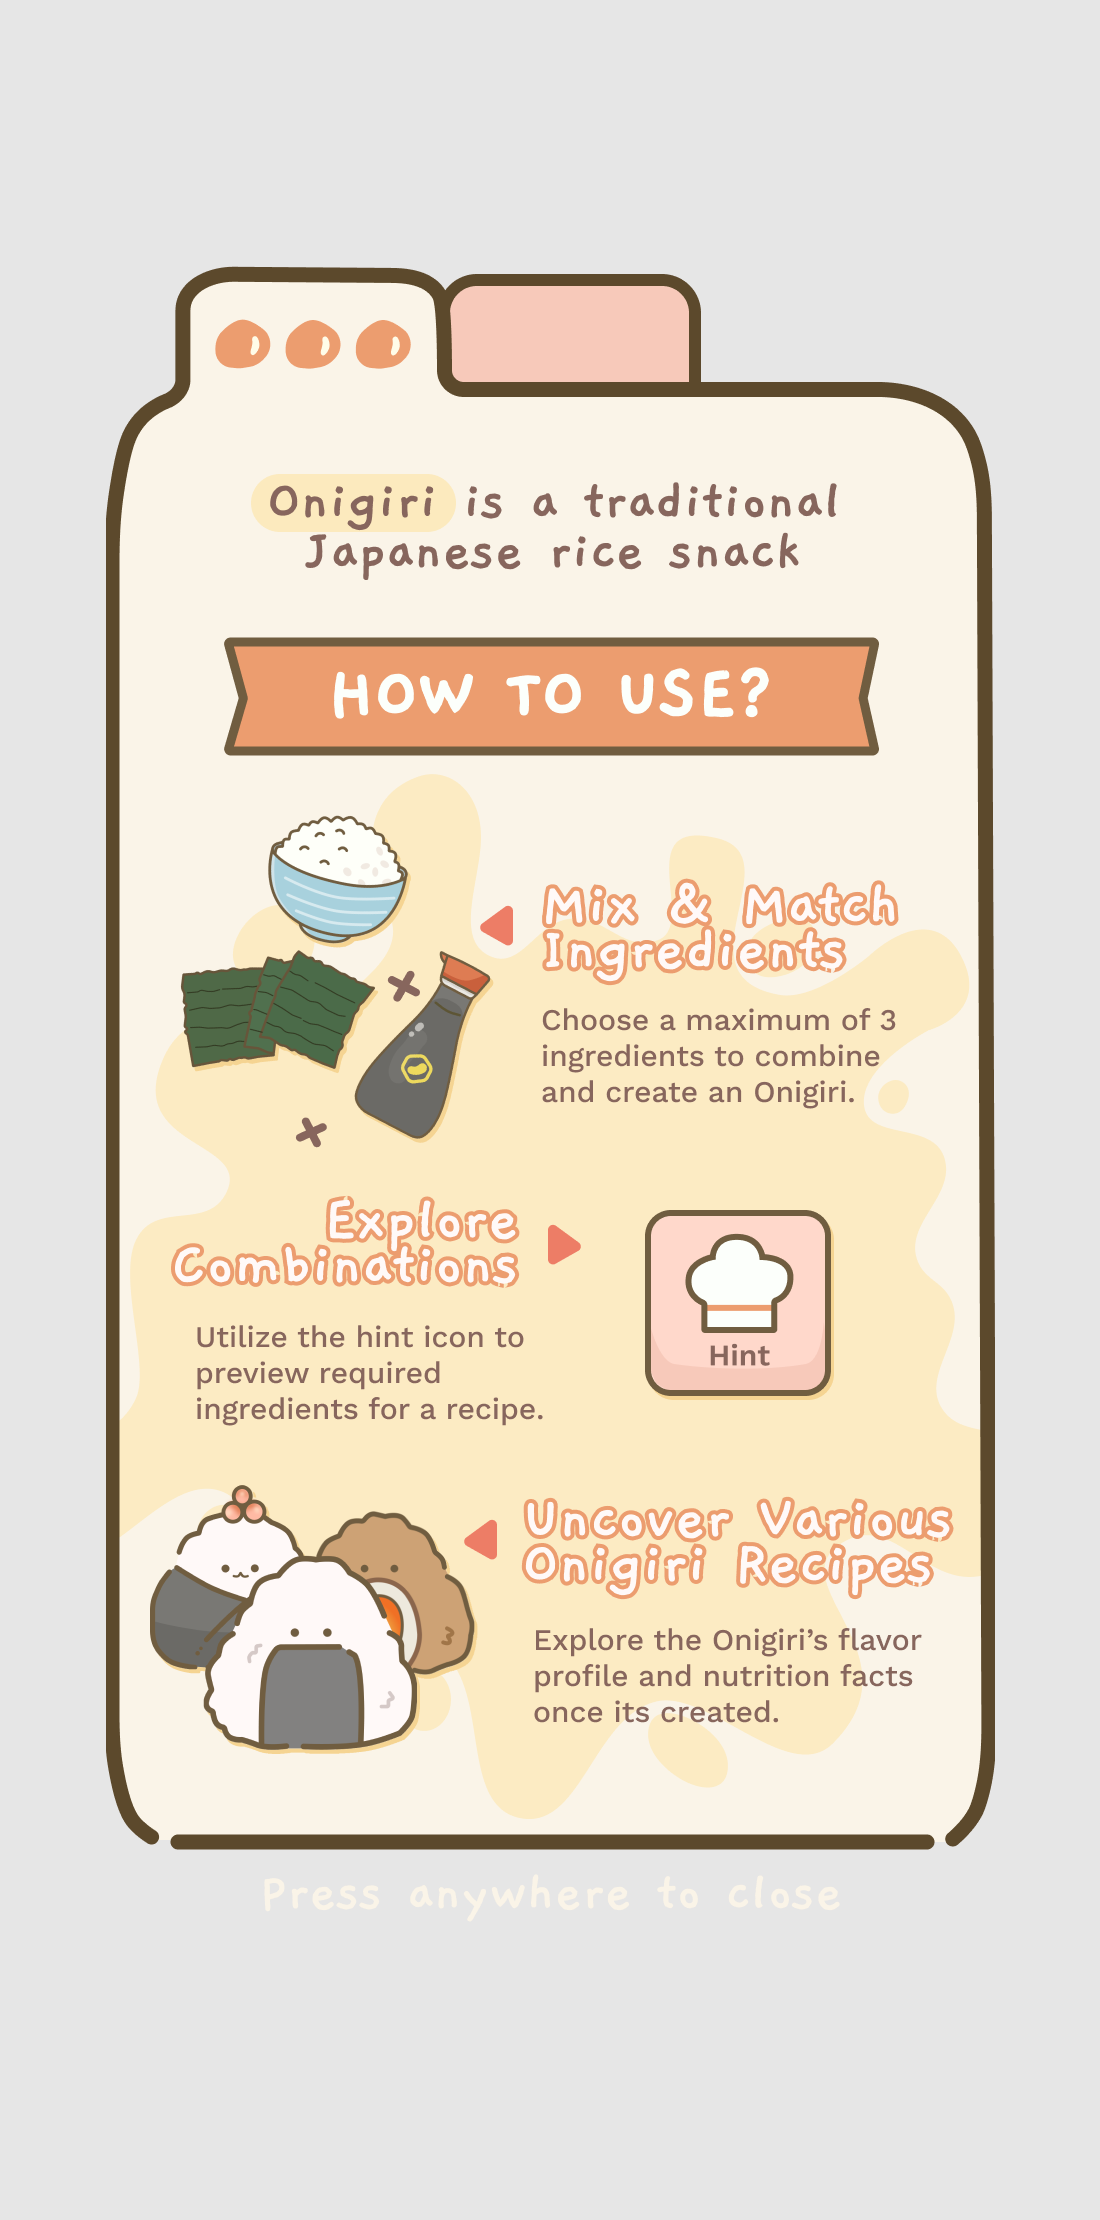 Onigiri is a traditional
Japanese rice snack
HOW TO USE?
Mix & Match
Ingredients
Choose a maximum of 3
ingredients to combine
and create an Onigiri.
Explore
Combinations
Utilize the hint icon to
preview required
ingredients for a recipe.
Hint
Uncover Various
Onigiri Recipes
Explore the Onigiri’s flavor
profile and nutrition facts
once its created.
Press anywhere to close